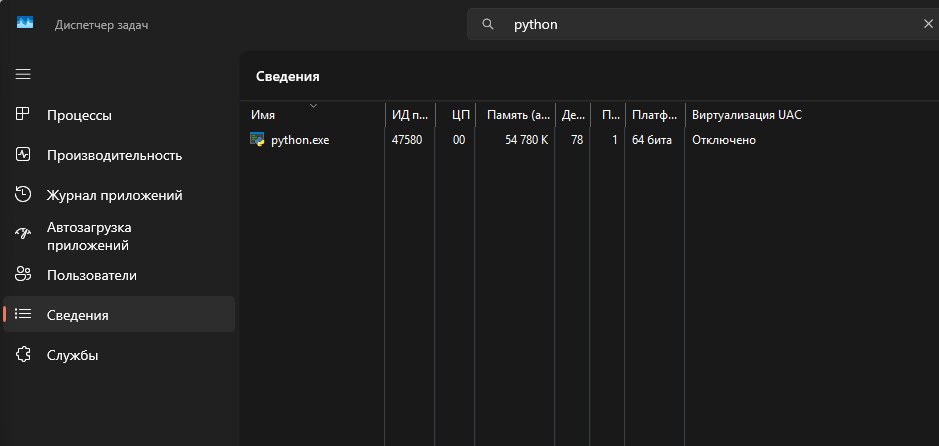 Диспетчер задач
python
Сведения
Процессы
Производительность
Журнал приложений
Автозагрузка
приложений
Пользователи
Сведения
Службы
Имя ИД п... ЦП Память (а... Де... П... Платф... Виртуализация UAC
python.exe 47580 00 54 780 K 78 1 64 бита Отключено